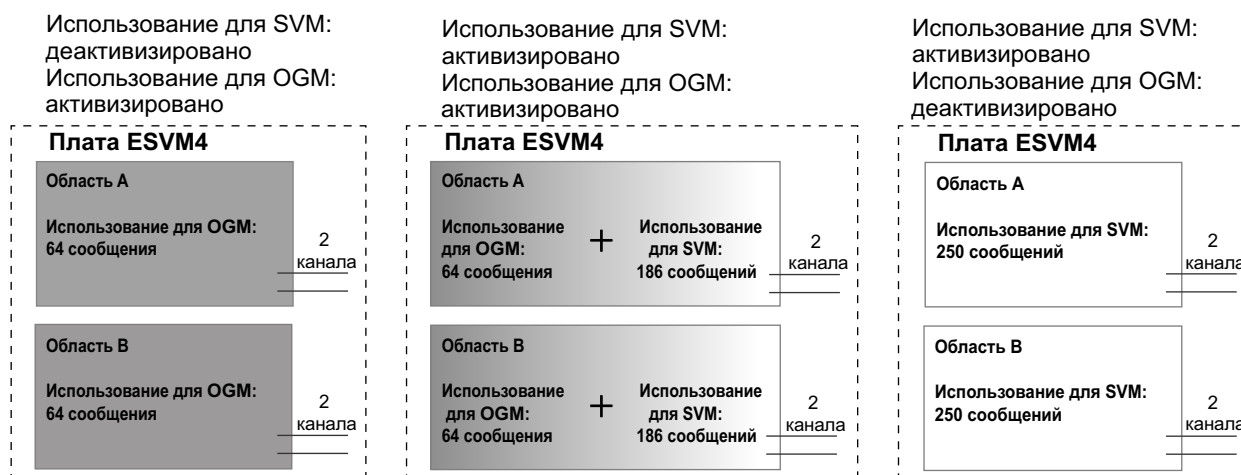 Использование для SVM:
деактивизировано
Использование для OGM:
активизировано
Плата ESVM4
Область A
Использование для OGM:
64 сообщения
2
канала
Область B
Использование для OGM:
64 сообщения
2
канала
Использование для SVM:
активизировано
Использование для OGM:
активизировано
Плата ESVM4
Область A
Использование
для OGM:
64 сообщения
+
Использование
для SVM:
186 сообщений
2
канала
Область B
Использование
для OGM:
64 сообщения
+
Использование
для SVM:
186 сообщений
2
канала
Использование для SVM:
активизировано
Использование для OGM:
деактивизировано
Плата ESVM4
Область A
Использование для SVM:
250 сообщений
2
канала
Область B
Использование для SVM:
250 сообщений
2
канала